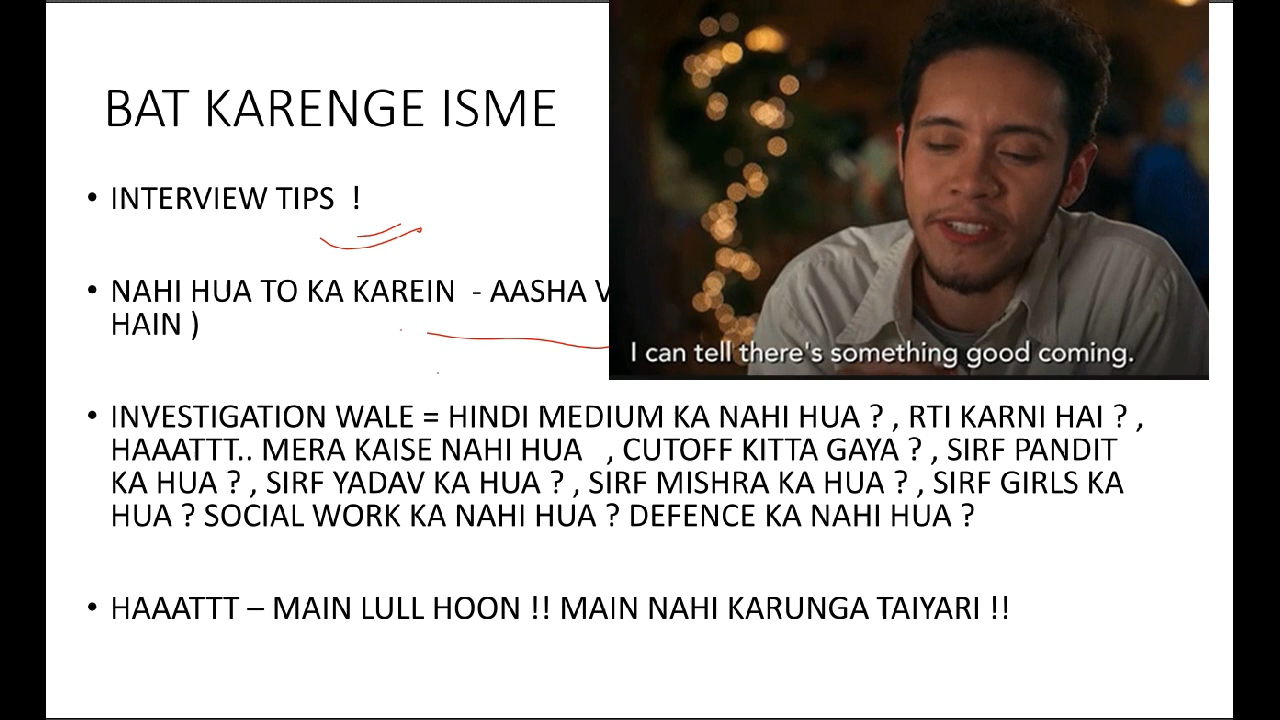 BAT KARENGE ISME
• INTERVIEW TIPS !
• NAHI HUA TO KA KAREIN - AASHA
HAIN )
I can tell there's something good coming.
• INVESTIGATION WALE = HINDI MEDIUM KA NAHI HUA ? , RTI KARNI HAI ? ,
HAAATTT.. MERA KAISE NAHI HUA , CUTOFF KITTA GAYA ? , SIRF PANDIT
KA HUA ? , SIRF YADAV KA HUA ? , SIRF MISHRA KA HUA ? , SIRF GIRLS KA
HUA ? SOCIAL WORK KA NAHI HUA ? DEFENCE KA NAHI HUA ?
• HAAATTT – MAIN LULL HOON !! MAIN NAHI KARUNGA TAIYARI !!